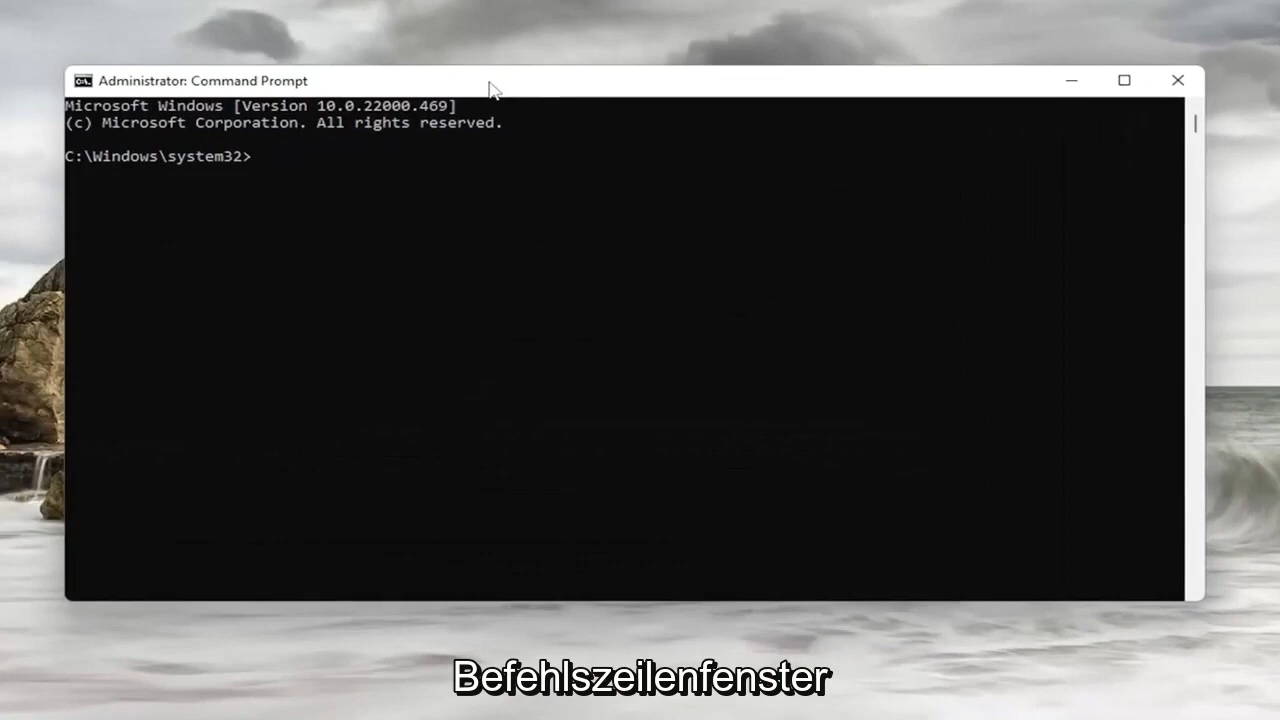 Administrator: Command Prompt
Microsoft Windows [Version 10.0.22000.469]
(c) Microsoft Corporation. All rights reserved.
C:\Windows\system32>
Befehlszeilenfenster